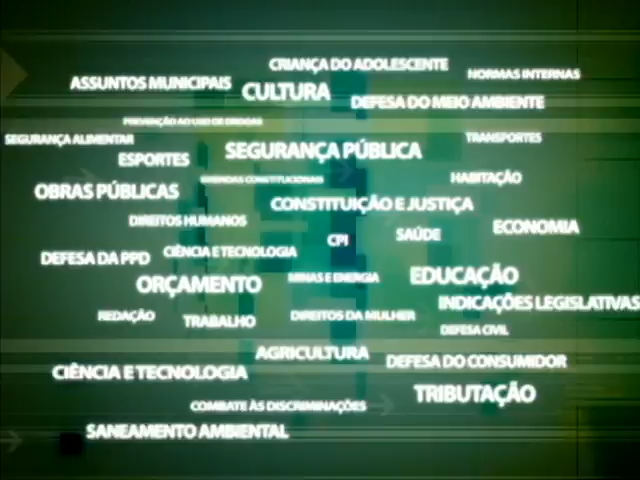 CRIANÇA DO ADOLESCENTE
NORMAS INTERNAS
ASSUNTOS MUNICIPAIS
CULTURA
DEFESA DO MEIO AMBIENTE
PREVENÇÃO AO USO DE DROGAS
SEGURANÇA ALIMENTAR
TRANSPORTES
SEGURANÇA PÚBLICA
ESPORTES
EMENDAS CONSTITUCIONAIS
HABITAÇÃO
OBRAS PÚBLICAS
CONSTITUIÇÃO E JUSTIÇA
DIREITOS HUMANOS
ECONOMIA
SAÚDE
CPI
CIÊNCIA E TECNOLOGIA
DEFESA DA PPD
EDUCAÇÃO
MINAS E ENERGIA
ORÇAMENTO
INDICAÇÕES LEGISLATIVAS
REDAÇÃO
DIREITOS DA MULHER
TRABALHO
DEFESA CIVIL
AGRICULTURA
DEFESA DO CONSUMIDOR
CIÊNCIA E TECNOLOGIA
TRIBUTAÇÃO
COMBATE ÀS DISCRIMINAÇÕES
SANEAMENTO AMBIENTAL